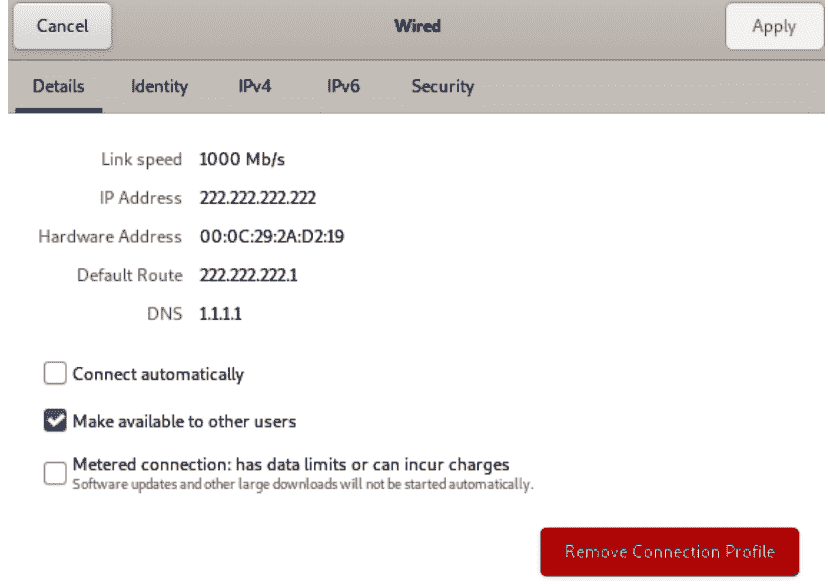 Cancel Wired Apply
Details Identity IPv4 IPv6 Security
Link speed 1000 Mb/s
IP Address 222.222.222.222
Hardware Address 00:0C:29:2A:D2:19
Default Route 222.222.222.1
DNS 1.1.1.1
Connect automatically
Make available to other users
Metered connection: has data limits or can incur charges
Software updates and other large downloads will not be started automatically.
Remove Connection Profile